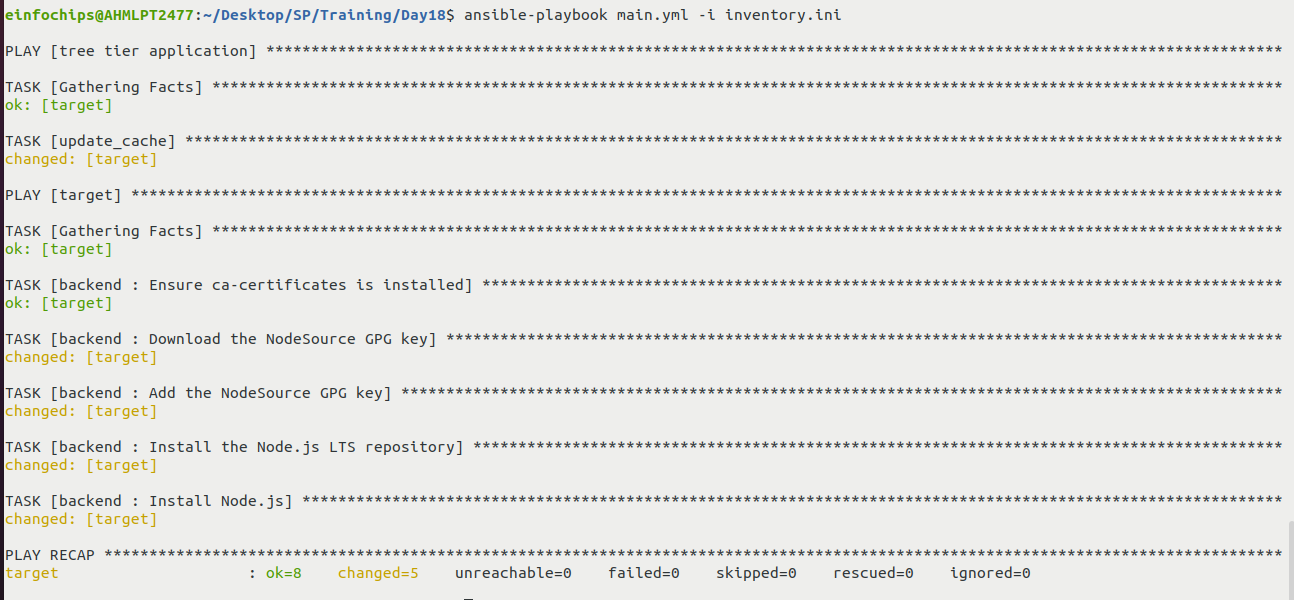 einfochips@AHMLPT2477:~/Desktop/SP/Training/Day18$ ansible-playbook main.yml -i inventory.ini
PLAY [tree tier application] *****************************************************************************************************************
TASK [Gathering Facts] ***********************************************************************************************************************
ok: [target]
TASK [update_cache] **************************************************************************************************************************
changed: [target]
PLAY [target] ********************************************************************************************************************************
TASK [Gathering Facts] ***********************************************************************************************************************
ok: [target]
TASK [backend : Ensure ca-certificates is installed] *****************************************************************************************
ok: [target]
TASK [backend : Download the NodeSource GPG key] *********************************************************************************************
changed: [target]
TASK [backend : Add the NodeSource GPG key] **************************************************************************************************
changed: [target]
TASK [backend : Install the Node.js LTS repository] ******************************************************************************************
changed: [target]
TASK [backend : Install Node.js] *************************************************************************************************************
changed: [target]
PLAY RECAP ***********************************************************************************************************************************
target                     : ok=8    changed=5    unreachable=0    failed=0    skipped=0    rescued=0    ignored=0